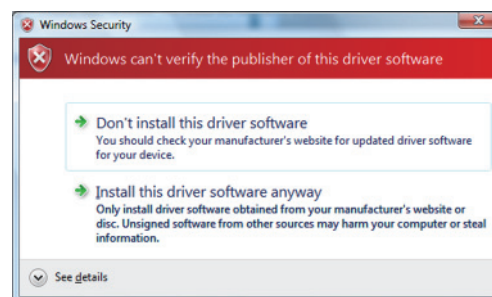 Windows Security
Windows can't verify the publisher of this driver software
Don't install this driver software
You should check your manufacturer's website for updated driver software
for your device.
Install this driver software anyway
Only install driver software obtained from your manufacturer's website or
disc. Unsigned software from other sources may harm your computer or steal
information.
See details